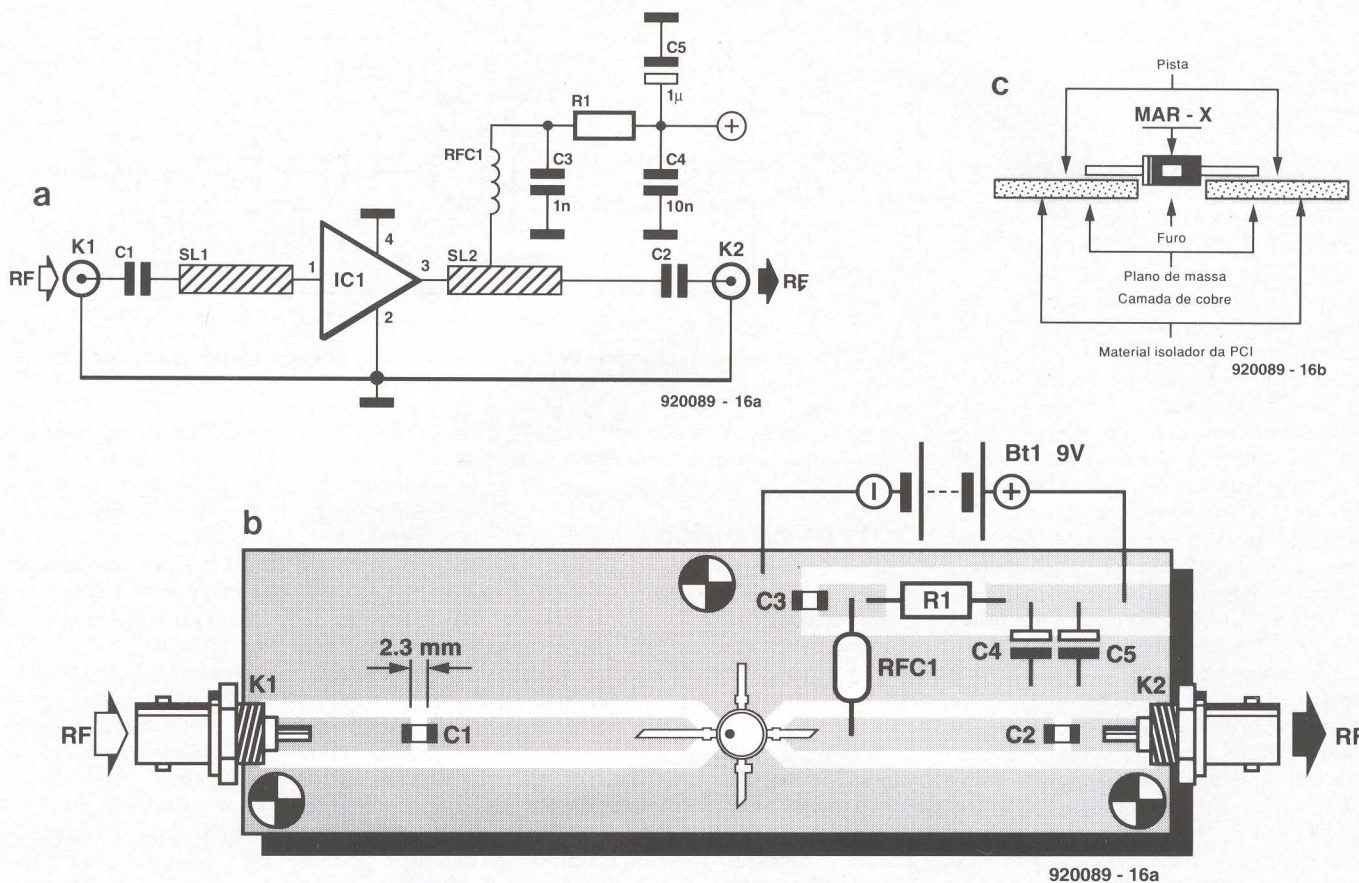 a
RF
K1
C1
SL1
1
IC1
4
2
3
SL2
RFC1
R1
C3
1n
C5
1µ
C4
10n
+
C2
K2
RF
920089 - 16a
c
Pista
MAR - X
Furo
Plano de massa
Camada de cobre
Material isolador da PCI
920089 - 16b
b
Bt1 9V
+
C3
R1
2.3 mm
RFC1
C4
C5
K1
K2
RF
C1
C2
RF
920089 - 16a